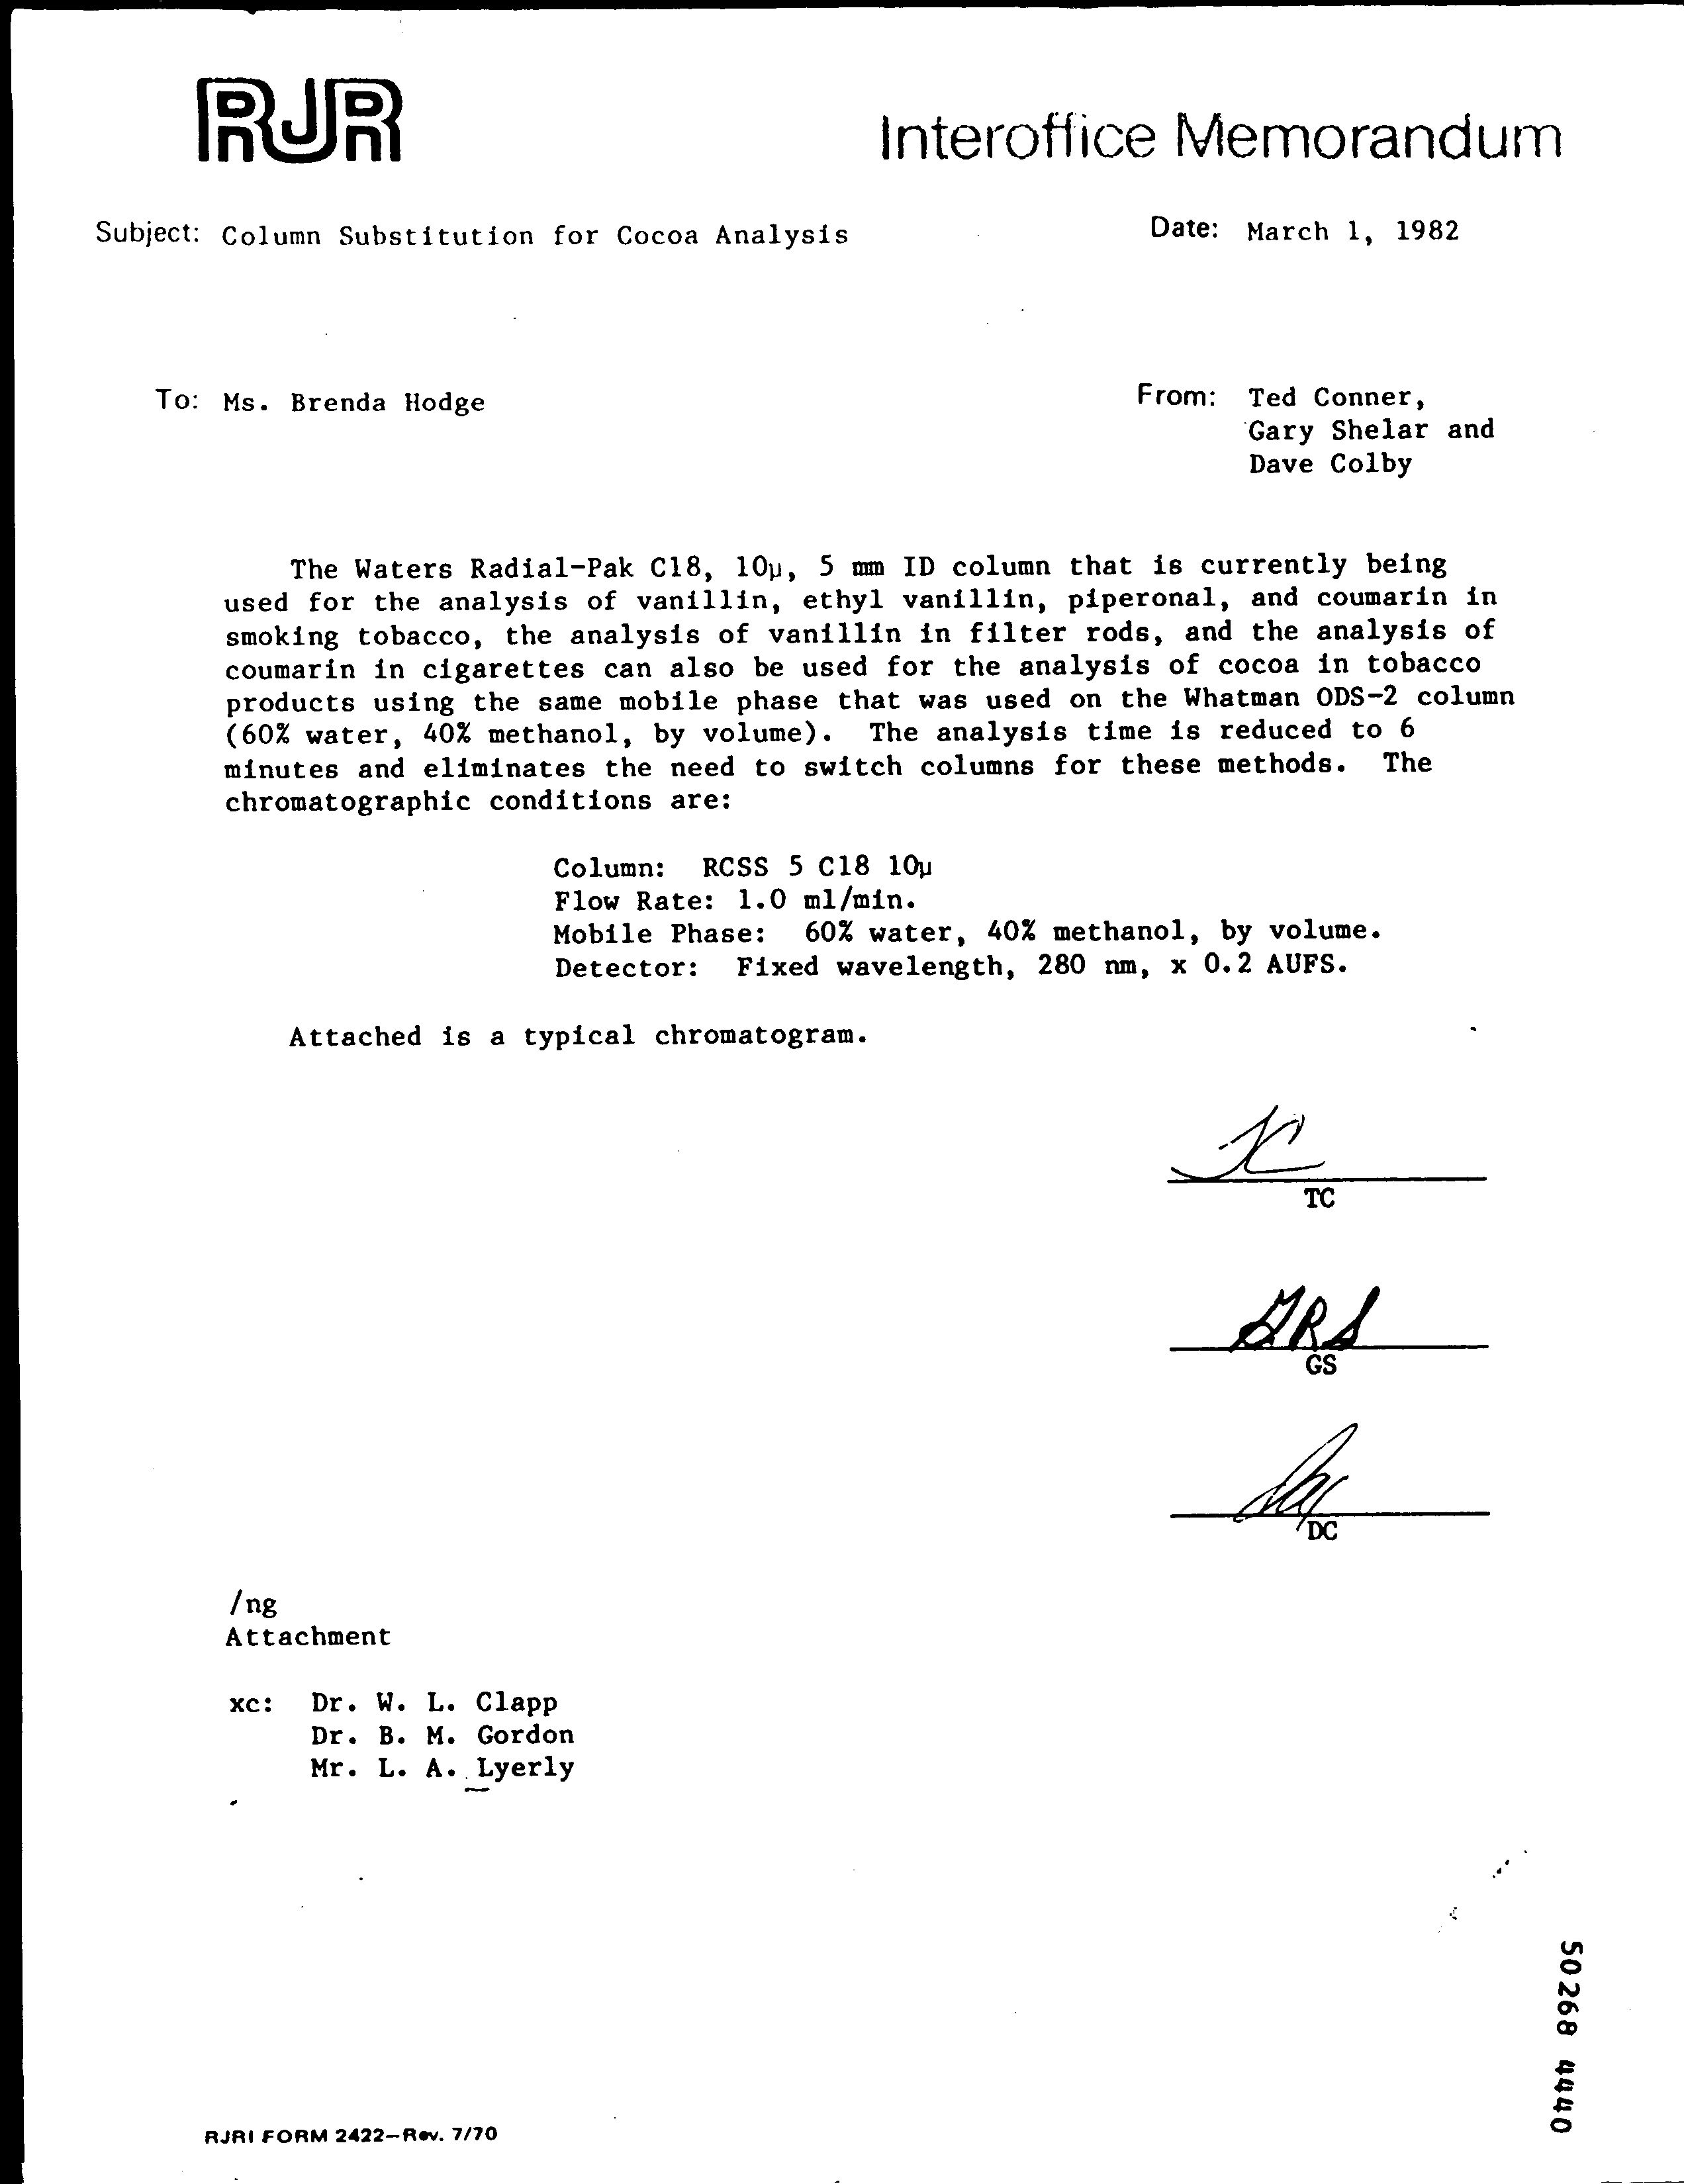 RJR
Interoffice Memorandum
Subject: Column Substitution for Cocoa Analysis
Date: March 1, 1982
To: Ms. Brenda Hodge
From: Ted Conner,
Gary Shelar and
Dave Colby
The Waters Radial-Pak C18, 10μ, 5 mm ID column that is currently being
used for the analysis of vanillin, ethyl vanillin, piperonal, and coumarin in
smoking tobacco, the analysis of vanillin in filter rods, and the analysis of
coumarin in cigarettes can also be used for the analysis of cocoa in tobacco
products using the same mobile phase that was used on the Whatman ODS-2 column
(60% water, 40% methanol, by volume). The analysis time is reduced to 6
minutes and eliminates the need to switch columns for these methods. The
chromatographic conditions are:
Column: RCSS 5 C18 10μ
Flow Rate: 1.0 ml/min.
Mobile Phase: 60% water, 40% methanol, by volume.
Detector: Fixed wavelength, 280 nm, x 0.2 AUFS.
Attached is a typical chromatogram.
TC
GRS
GS
DC
/ng
Attachment
xc: Dr. W. L. Clapp
Dr. B. M. Gordon
Mr. L. A. Lyerly
50268 4440
RJRI FORM 2422—Rev. 7/70